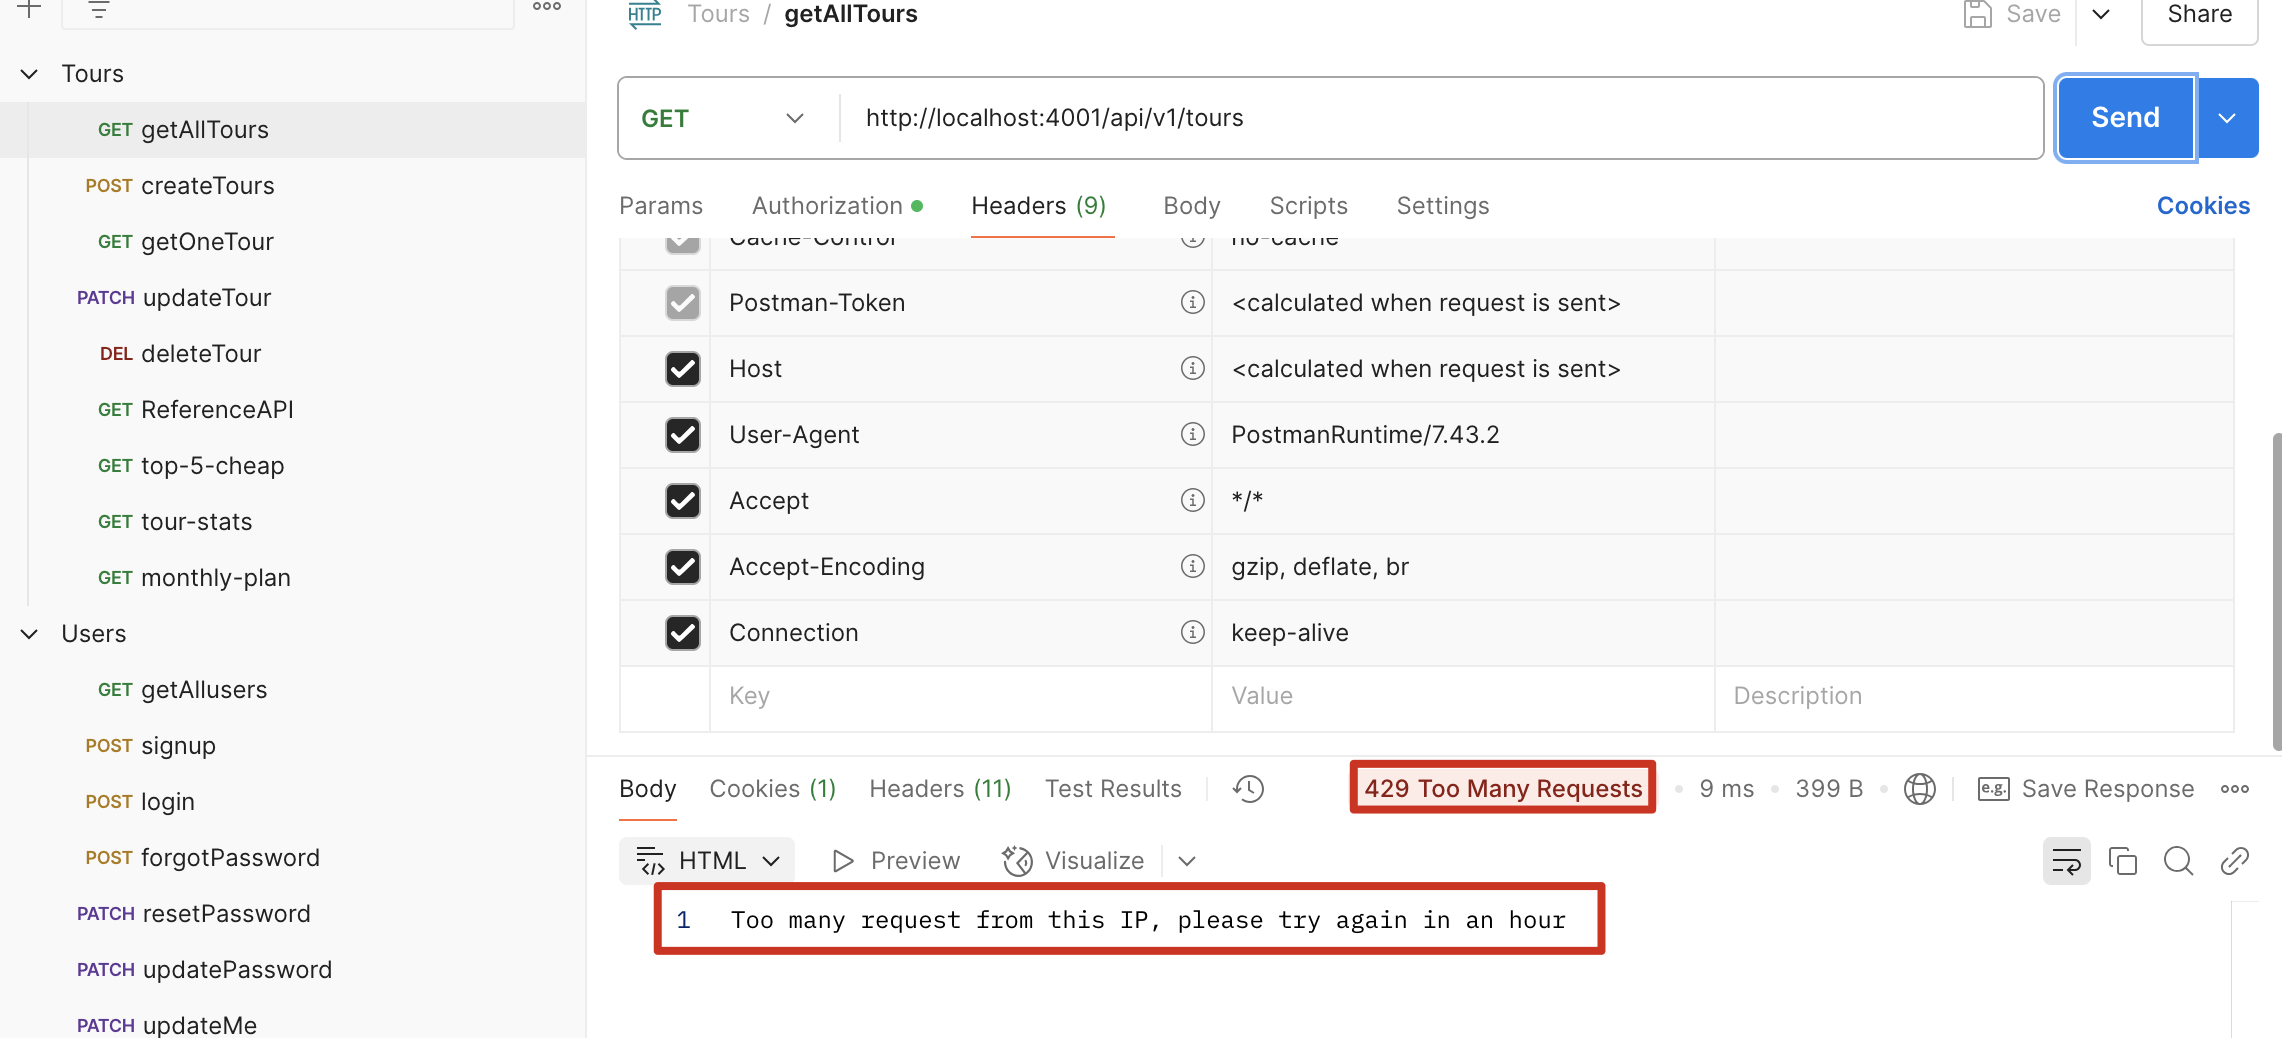 HTTP Tours / getAllTours
Save
Share
Tours
GET getAllTours
POST createTours
GET getOneTour
PATCH updateTour
DEL deleteTour
GET ReferenceAPI
GET top-5-cheap
GET tour-stats
GET monthly-plan
Users
GET getAllusers
POST signup
POST login
POST forgotPassword
PATCH resetPassword
PATCH updatePassword
PATCH updateMe
GET http://localhost:4001/api/v1/tours
Send
Params Authorization Headers (9) Body Scripts Settings
Cookies
Cache-Control no-cache
Postman-Token <calculated when request is sent>
Host <calculated when request is sent>
User-Agent PostmanRuntime/7.43.2
Accept */*
Accept-Encoding gzip, deflate, br
Connection keep-alive
Key Value Description
Body Cookies (1) Headers (11) Test Results
429 Too Many Requests • 9 ms • 399 B •
e.g. Save Response
HTML Preview Visualize
1 Too many request from this IP, please try again in an hour